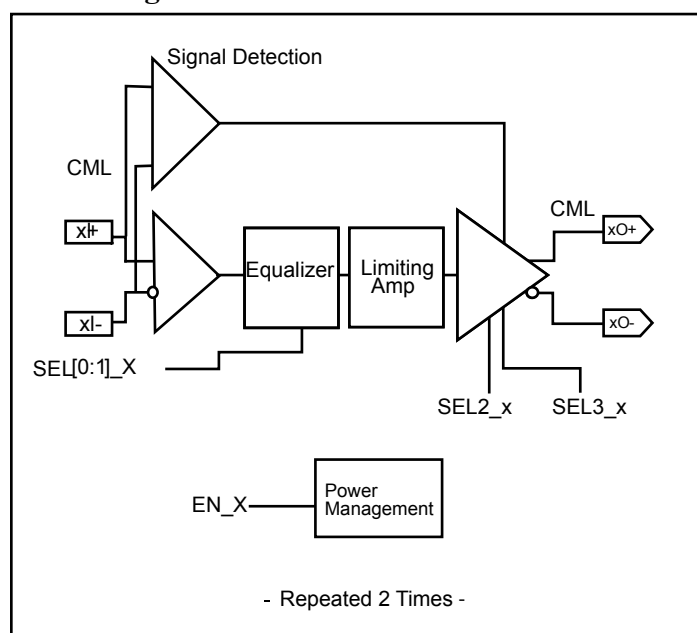 Signal Detection
CML
xI+
xI-
SEL[0:1]_X
Equalizer
Limiting
Amp
CML
xO+
xO-
SEL2_x
SEL3_x
EN_X
Power
Management
- Repeated 2 Times -